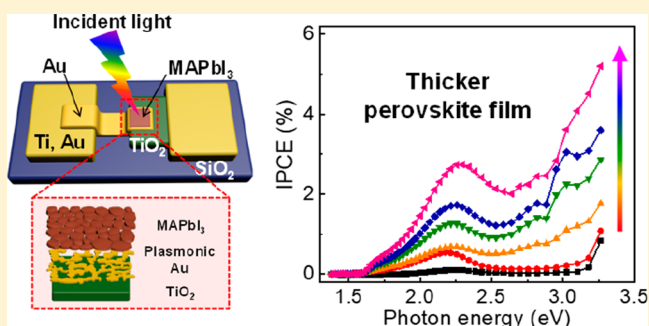 Incident light
Au
MAPbI3
Ti, Au
TiO2
SiO2
MAPbI3
Plasmonic
Au
TiO2
Thicker
perovskite film
IPCE (%)
6
4
2
0
1.5 2.0 2.5 3.0 3.5
Photon energy (eV)